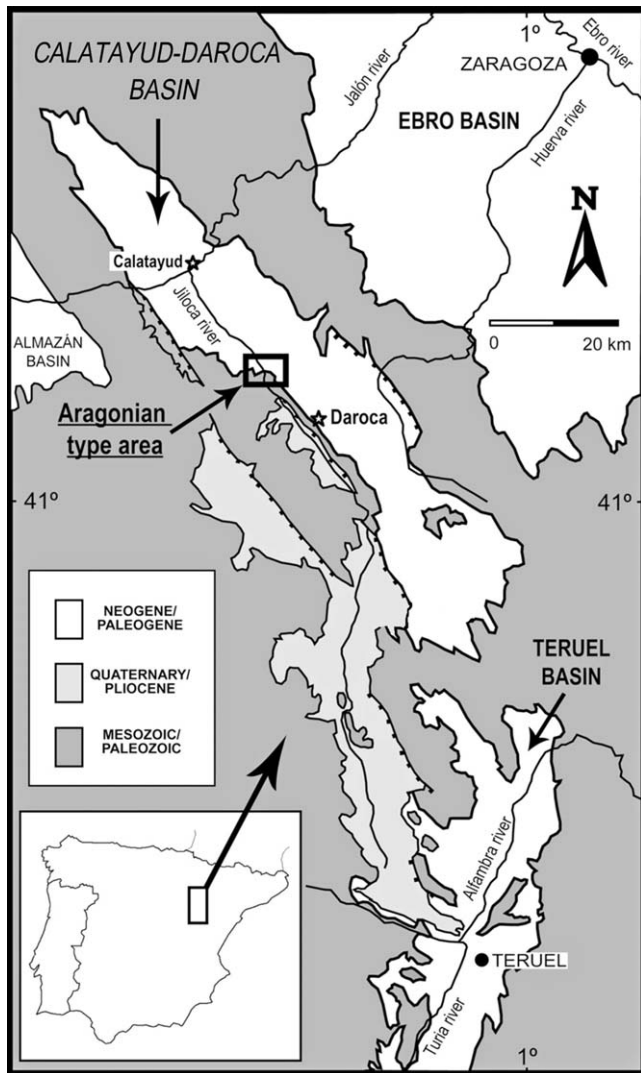 CALATAYUD-DAROCA
BASIN
1º
Ebro river
ZARAGOZA
Jalón river
EBRO BASIN
Huerva river
N
Calatayud
Jiloca river
0 20 km
ALMAZÁN
BASIN
Aragonian
type area
Daroca
41º
41º
NEOGENE/
PALEOGENE
QUATERNARY/
PLIOCENE
MESOZOIC/
PALEOZOIC
TERUEL
BASIN
Alfambra river
TERUEL
Turia river
1º